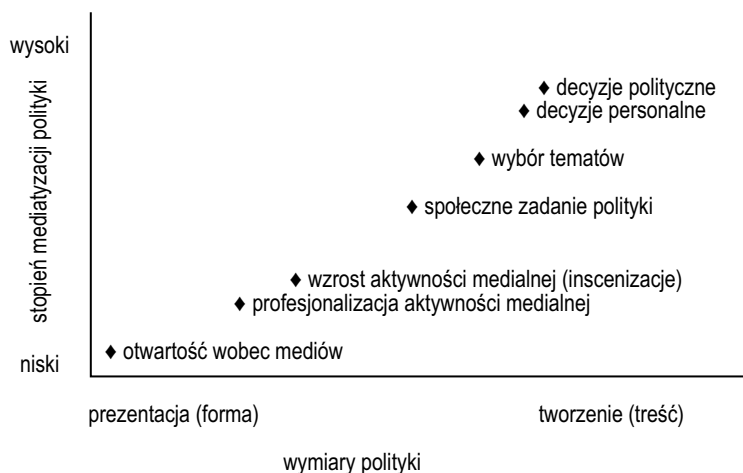 wysoki
stopień mediatyzacji polityki
♦ decyzje polityczne
♦ decyzje personalne
♦ wybór tematów
♦ społeczne zadanie polityki
♦ wzrost aktywności medialnej (inscenizacje)
♦ profesjonalizacja aktywności medialnej
♦ otwartość wobec mediów
niski
prezentacja (forma)
tworzenie (treść)
wymiary polityki